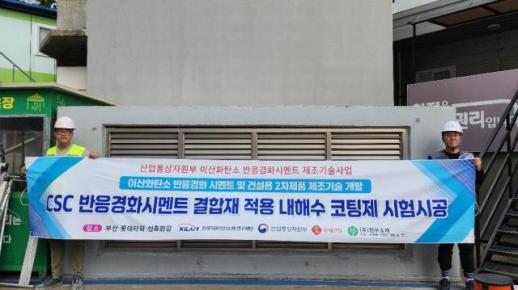 산업통상자원부 이산화탄소 반응경화시멘트 제조기술사업
이산화탄소 반응경화 시멘트 및 건설용 2차제품 제조기술 개발
CSC 반응경화시멘트 결합재 적용 내해수 코팅제 시험시공
장소 부산 롯데타워 신축현장 산업통상자원부